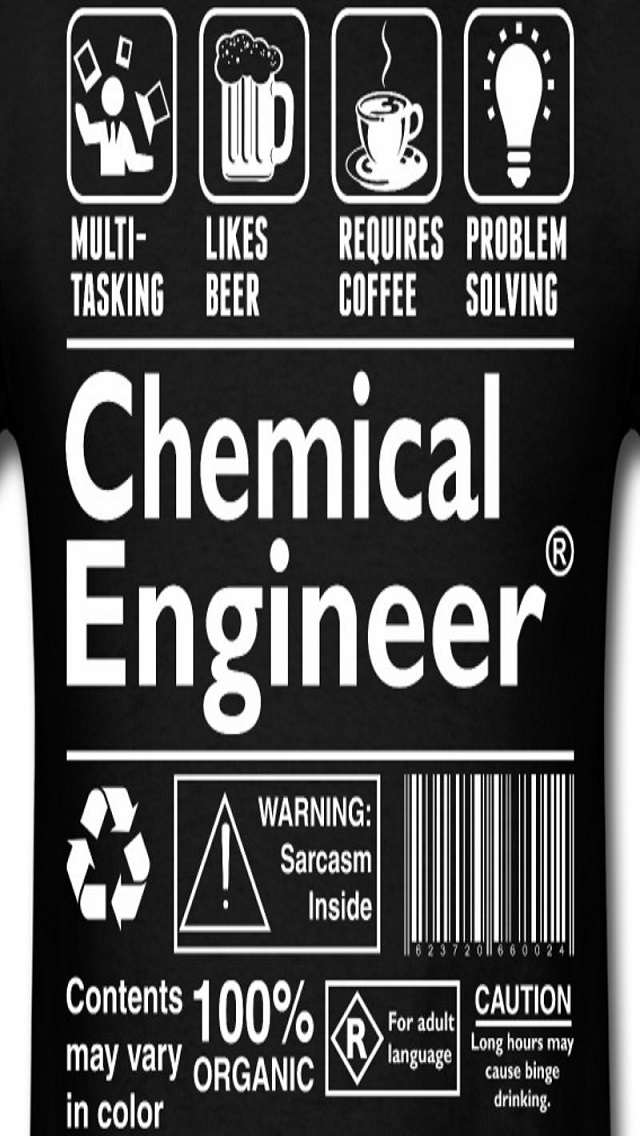 MULTI-
TASKING
LIKES
BEER
REQUIRES
COFFEE
PROBLEM
SOLVING
Chemical
Engineer®
WARNING:
Sarcasm
Inside
623720 660024
Contents
may vary
in color
100%
ORGANIC
R
For adult
language
CAUTION
Long hours may
cause binge
drinking.